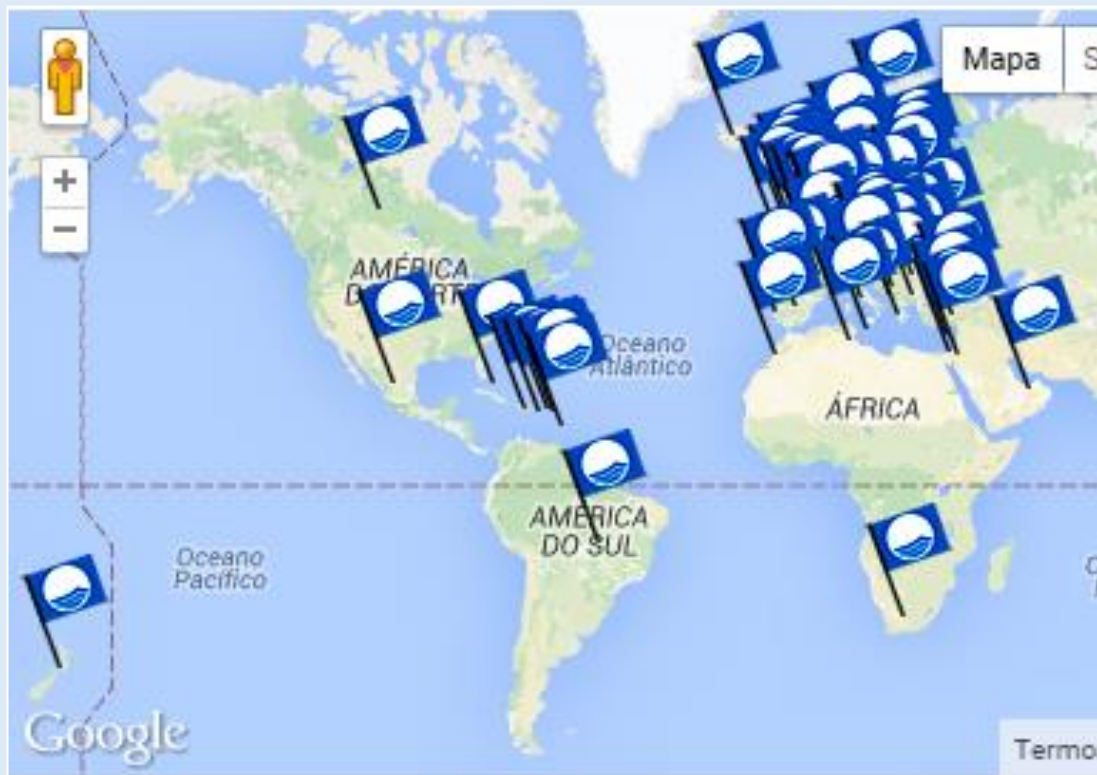 Mapa
S
+
−
AMÉRICA
Oceano
Atlântico
ÁFRICA
AMÉRICA
DO SUL
Oceano
Pacífico
Google
Termo